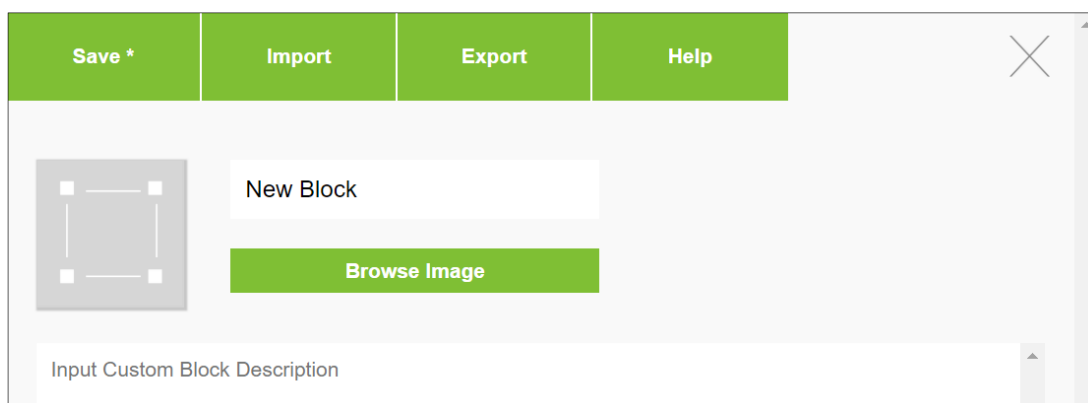 Save * Import Export Help
New Block
Browse Image
Input Custom Block Description